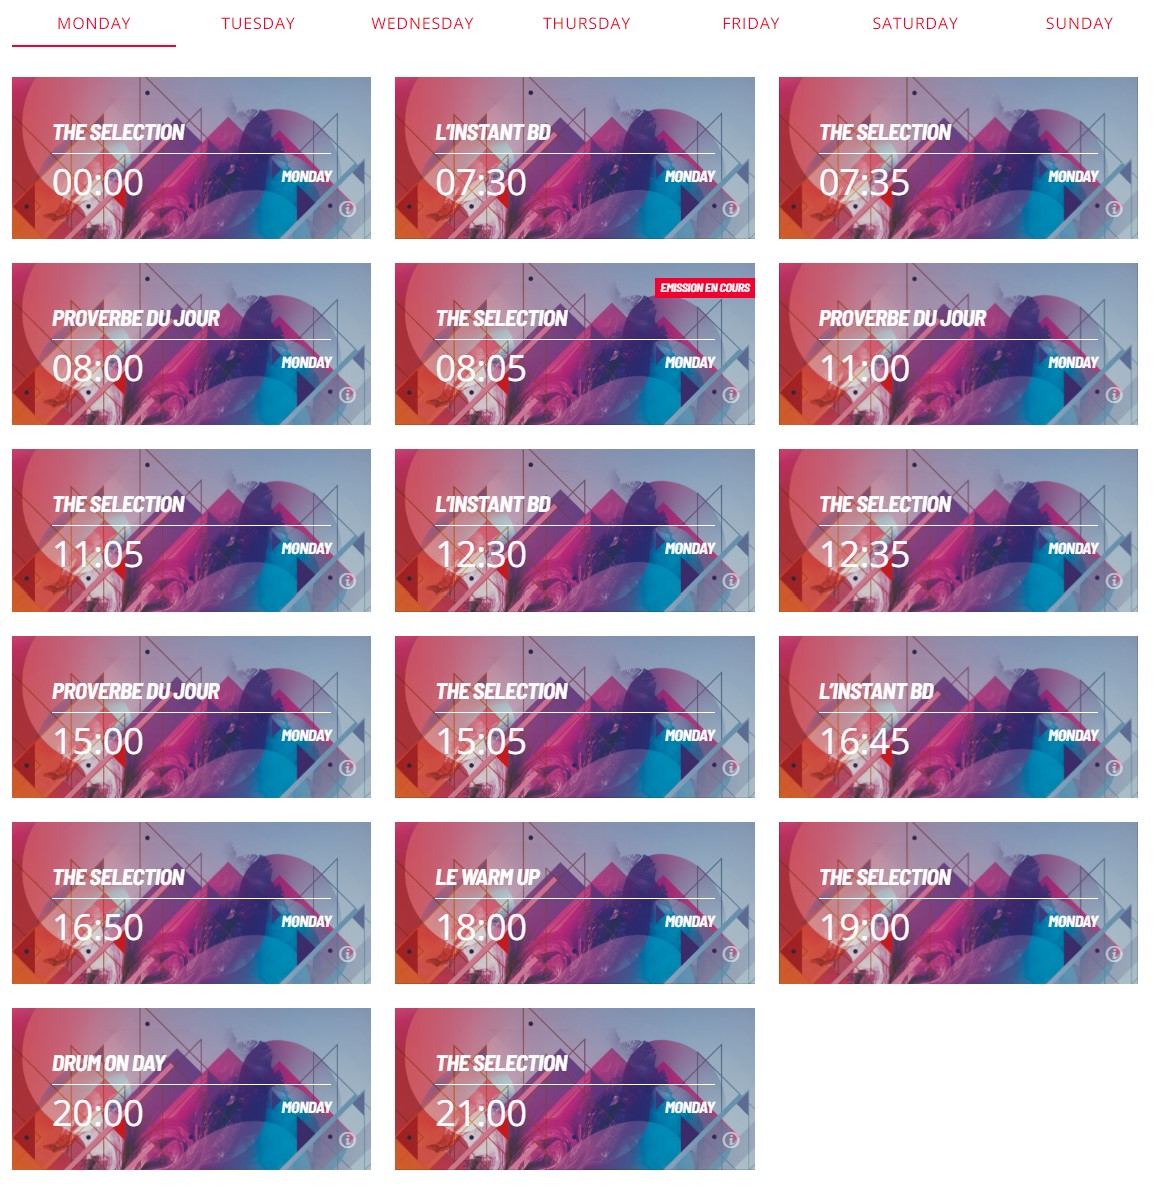 MONDAY TUESDAY WEDNESDAY THURSDAY FRIDAY SATURDAY SUNDAY
THE SELECTION
00:00 MONDAY
L'INSTANT BD
07:30 MONDAY
THE SELECTION
07:35 MONDAY
PROVERBE DU JOUR
08:00 MONDAY
EMISSION EN COURS
THE SELECTION
08:05 MONDAY
PROVERBE DU JOUR
11:00 MONDAY
THE SELECTION
11:05 MONDAY
L'INSTANT BD
12:30 MONDAY
THE SELECTION
12:35 MONDAY
PROVERBE DU JOUR
15:00 MONDAY
THE SELECTION
15:05 MONDAY
L'INSTANT BD
16:45 MONDAY
THE SELECTION
16:50 MONDAY
LE WARM UP
18:00 MONDAY
THE SELECTION
19:00 MONDAY
DRUM ON DAY
20:00 MONDAY
THE SELECTION
21:00 MONDAY